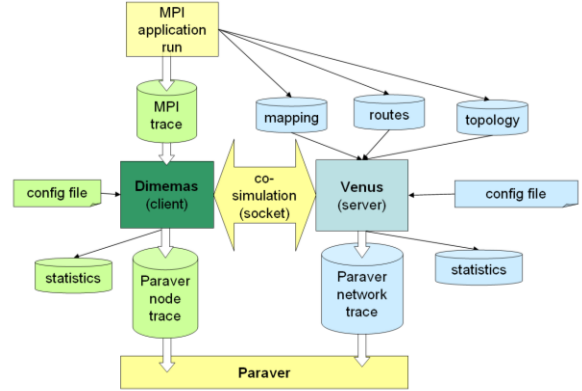 MPI
application
run
MPI
trace
mapping
routes
topology
config file
Dimemas
(client)
co-
simulation
(socket)
Venus
(server)
config file
statistics
Paraver
node
trace
Paraver
network
trace
statistics
Paraver